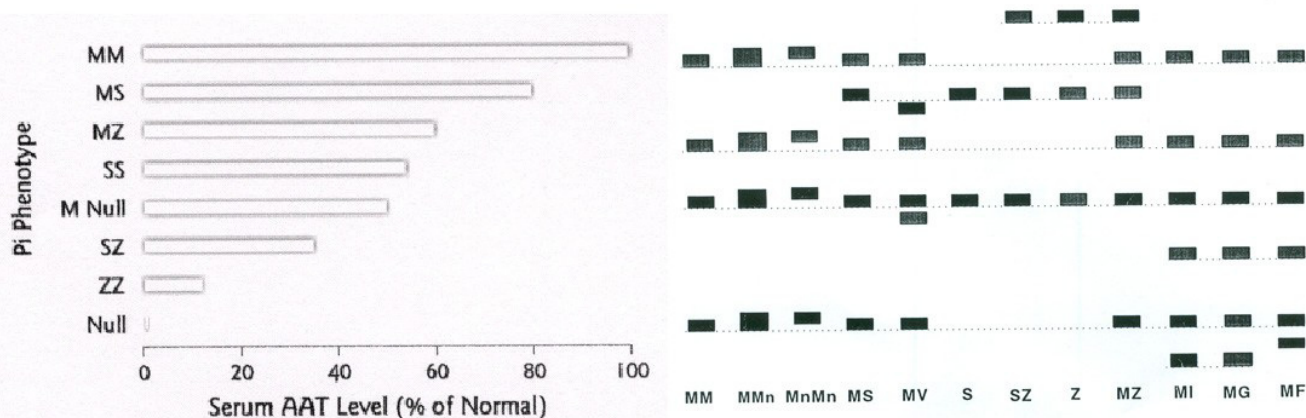 Pi Phenotype
MM
MS
MZ
SS
M Null
SZ
ZZ
Null
0 20 40 60 80 100
Serum AAT Level (% of Normal)
MM MMn MnMn MS MV S SZ Z MZ MI MG MF